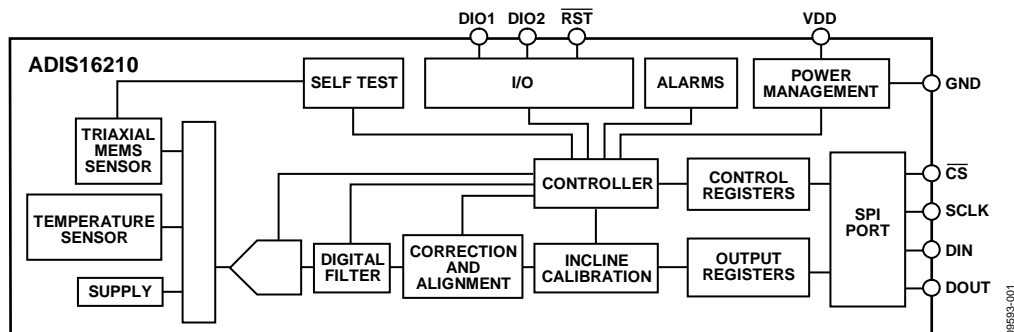 DIO1 DIO2 RST VDD
ADIS16210
SELF TEST
I/O
ALARMS
POWER
MANAGEMENT
GND
TRIAXIAL
MEMS
SENSOR
TEMPERATURE
SENSOR
SUPPLY
CONTROLLER
CONTROL
REGISTERS
DIGITAL
FILTER
CORRECTION
AND
ALIGNMENT
INCLINE
CALIBRATION
OUTPUT
REGISTERS
SPI
PORT
CS
SCLK
DIN
DOUT
09593-001